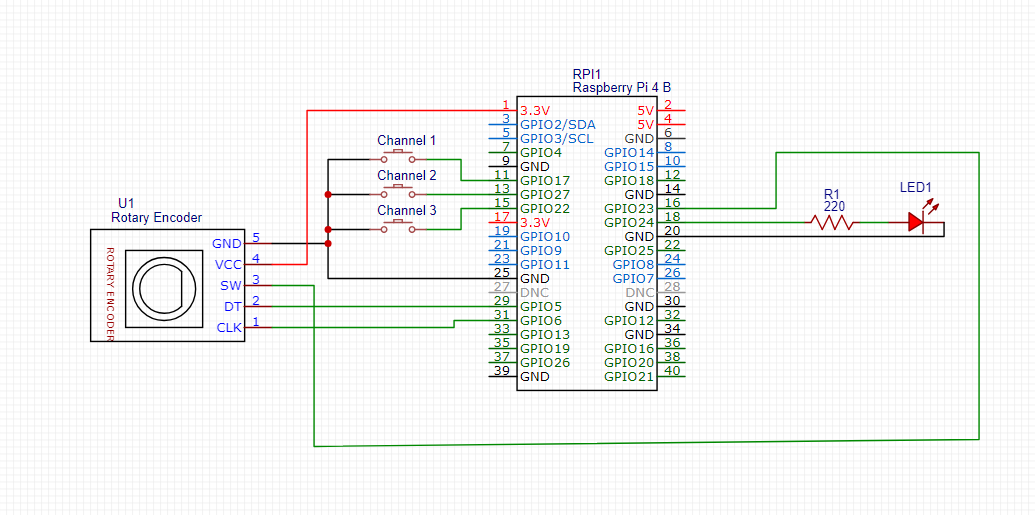 RPI1
Raspberry Pi 4 B
1 3.3V 5V 2
3 GPIO2/SDA 5V 4
5 GPIO3/SCL GND 6
7 GPIO4 GPIO14 8
9 GND GPIO15 10
11 GPIO17 GPIO18 12
13 GPIO27 GND 14
15 GPIO22 GPIO23 16
17 3.3V GPIO24 18
19 GPIO10 GND 20
21 GPIO9 GPIO25 22
23 GPIO11 GPIO8 24
25 GND GPIO7 26
27 DNC DNC 28
29 GPIO5 GND 30
31 GPIO6 GPIO12 32
33 GPIO13 GND 34
35 GPIO19 GPIO16 36
37 GPIO26 GPIO20 38
39 GND GPIO21 40
Channel 1
Channel 2
Channel 3
U1
Rotary Encoder
ROTARY ENCODER
GND 5
VCC 4
SW 3
DT 2
CLK 1
R1
220
LED1